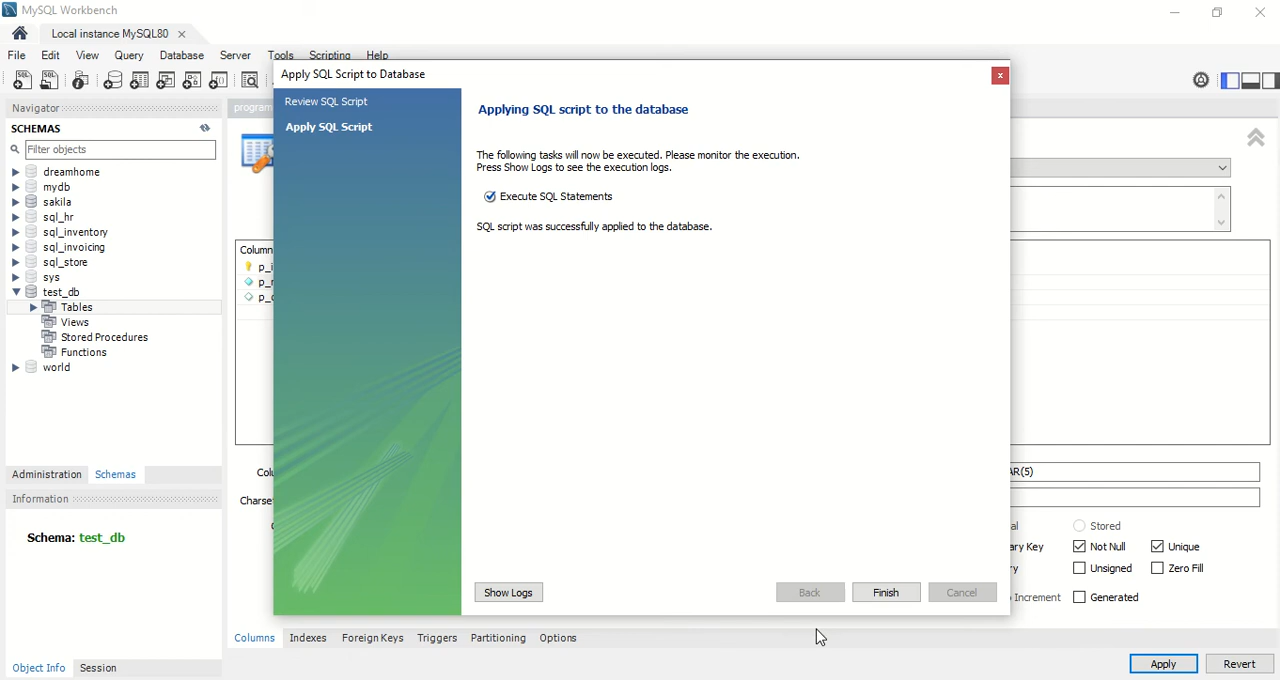 MySQL Workbench
Local instance MySQL80
File Edit View Query Database Server Tools Scripting Help
Apply SQL Script to Database
Navigator
SCHEMAS
Filter objects
dreamhome
mydb
sakila
sql_hr
sql_inventory
sql_invoicing
sql_store
sys
test_db
Tables
Views
Stored Procedures
Functions
world
Administration Schemas
Information
Schema: test_db
Object Info Session
Review SQL Script
Apply SQL Script
Applying SQL script to the database
The following tasks will now be executed. Please monitor the execution.
Press Show Logs to see the execution logs.
Execute SQL Statements
SQL script was successfully applied to the database.
Show Logs Back Finish Cancel
Stored
Not Null Unique
Unsigned Zero Fill
Increment Generated
Columns Indexes Foreign Keys Triggers Partitioning Options
Apply Revert